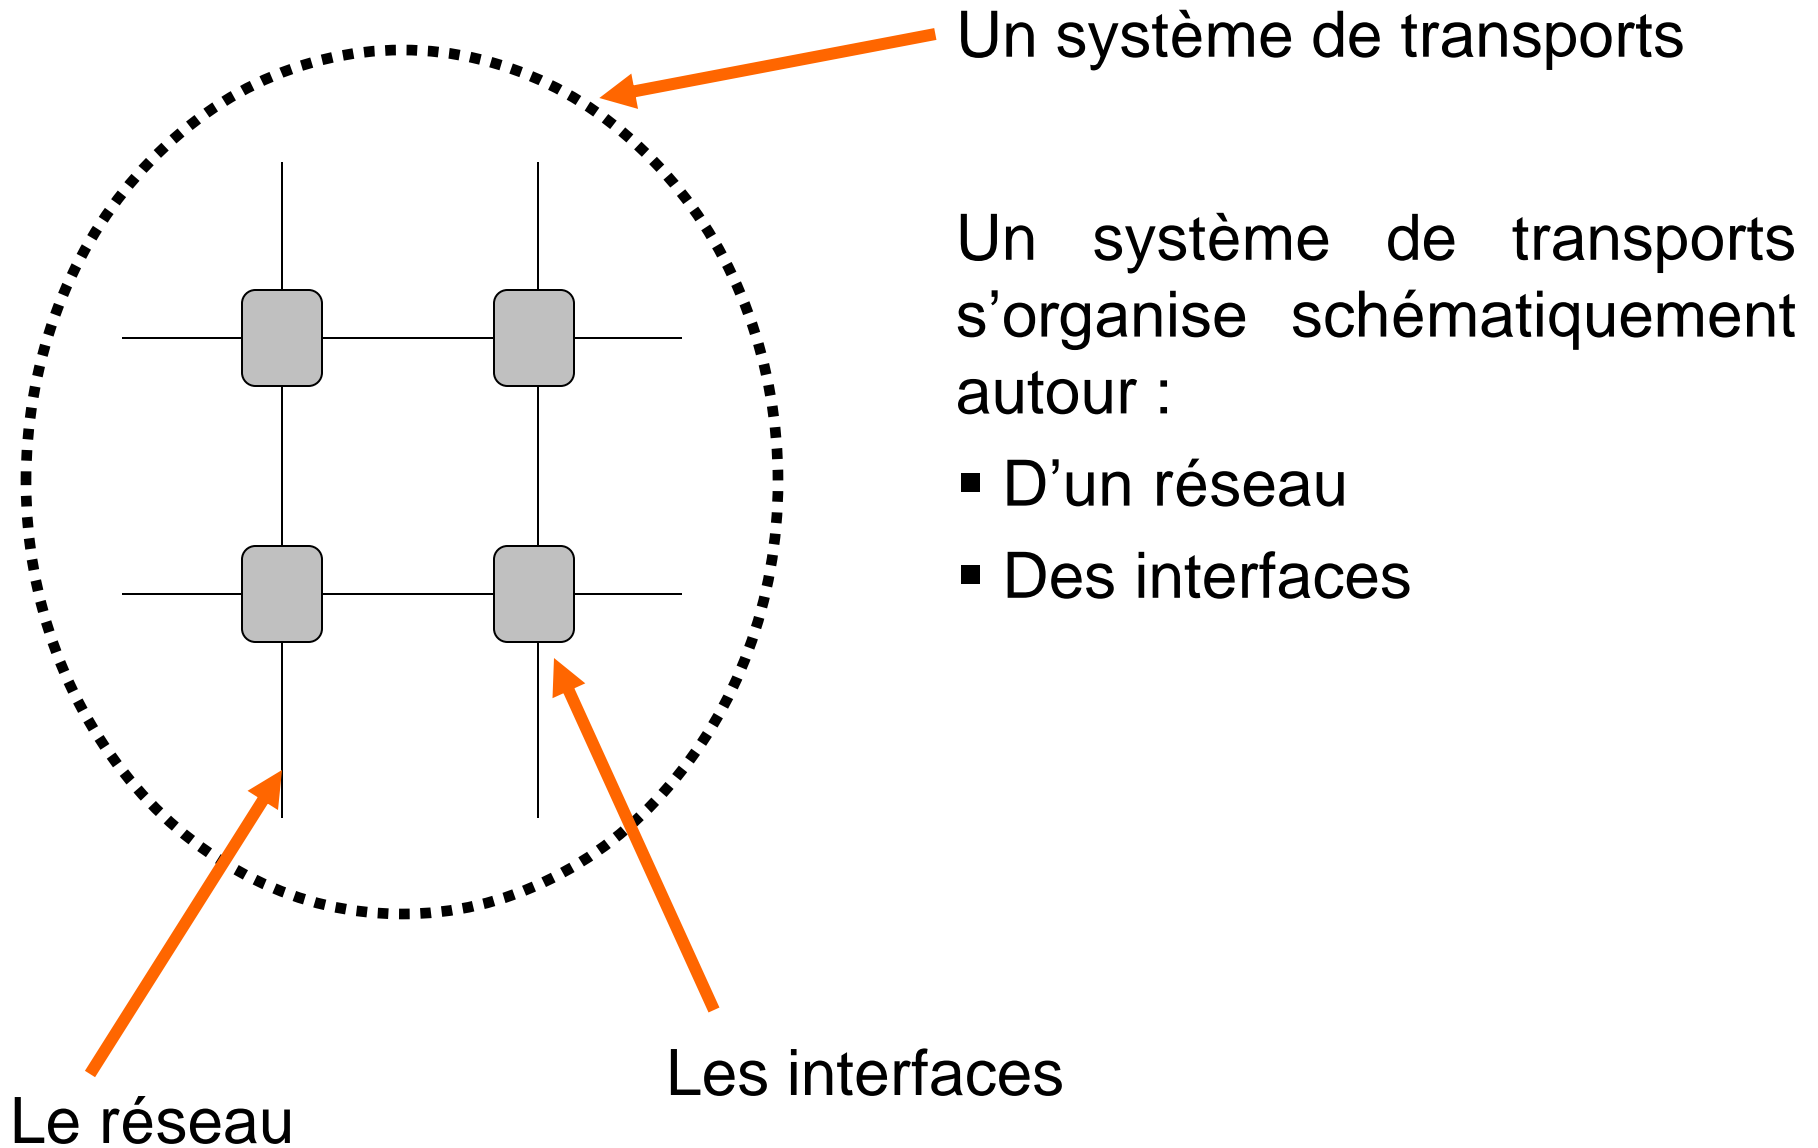 Un système de transports
Un système de transports
s’organise schématiquement
autour :
▪ D’un réseau
▪ Des interfaces
Les interfaces
Le réseau